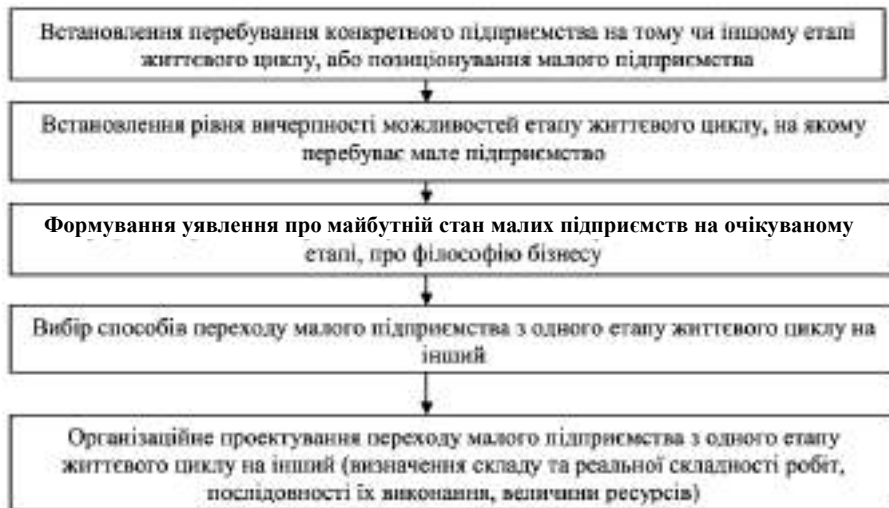 Встановлення перебування конкретного підприємства на тому чи іншому етапі
життєвого циклу, або позиціонування малого підприємства
Встановлення рівня вичерпності можливостей етапу життєвого циклу, на якому
перебуває мале підприємство
Формування уявлення про майбутній стан малих підприємств на очікуваному
етапі, про філософію бізнесу
Вибір способів переходу малого підприємства з одного етапу життєвого циклу на
інший
Організаційне проектування переходу малого підприємства з одного етапу
життєвого циклу на інший (визначення складу та реальної складності робіт,
послідовності їх виконання, величини ресурсів)